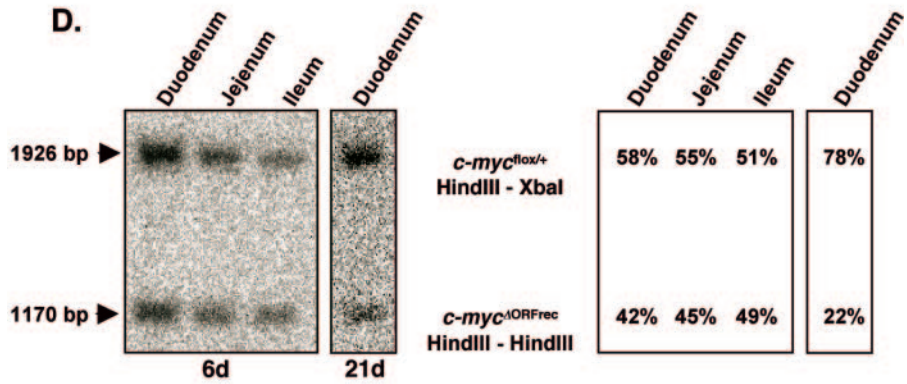 D.
Duodenum Jejenum Ileum Duodenum Duodenum Jejenum Ileum Duodenum
1926 bp c-myc^flox/+ 58% 55% 51% 78%
HindIII - XbaI
1170 bp c-myc^ΔORFrec 42% 45% 49% 22%
HindIII - HindIII
6d 21d